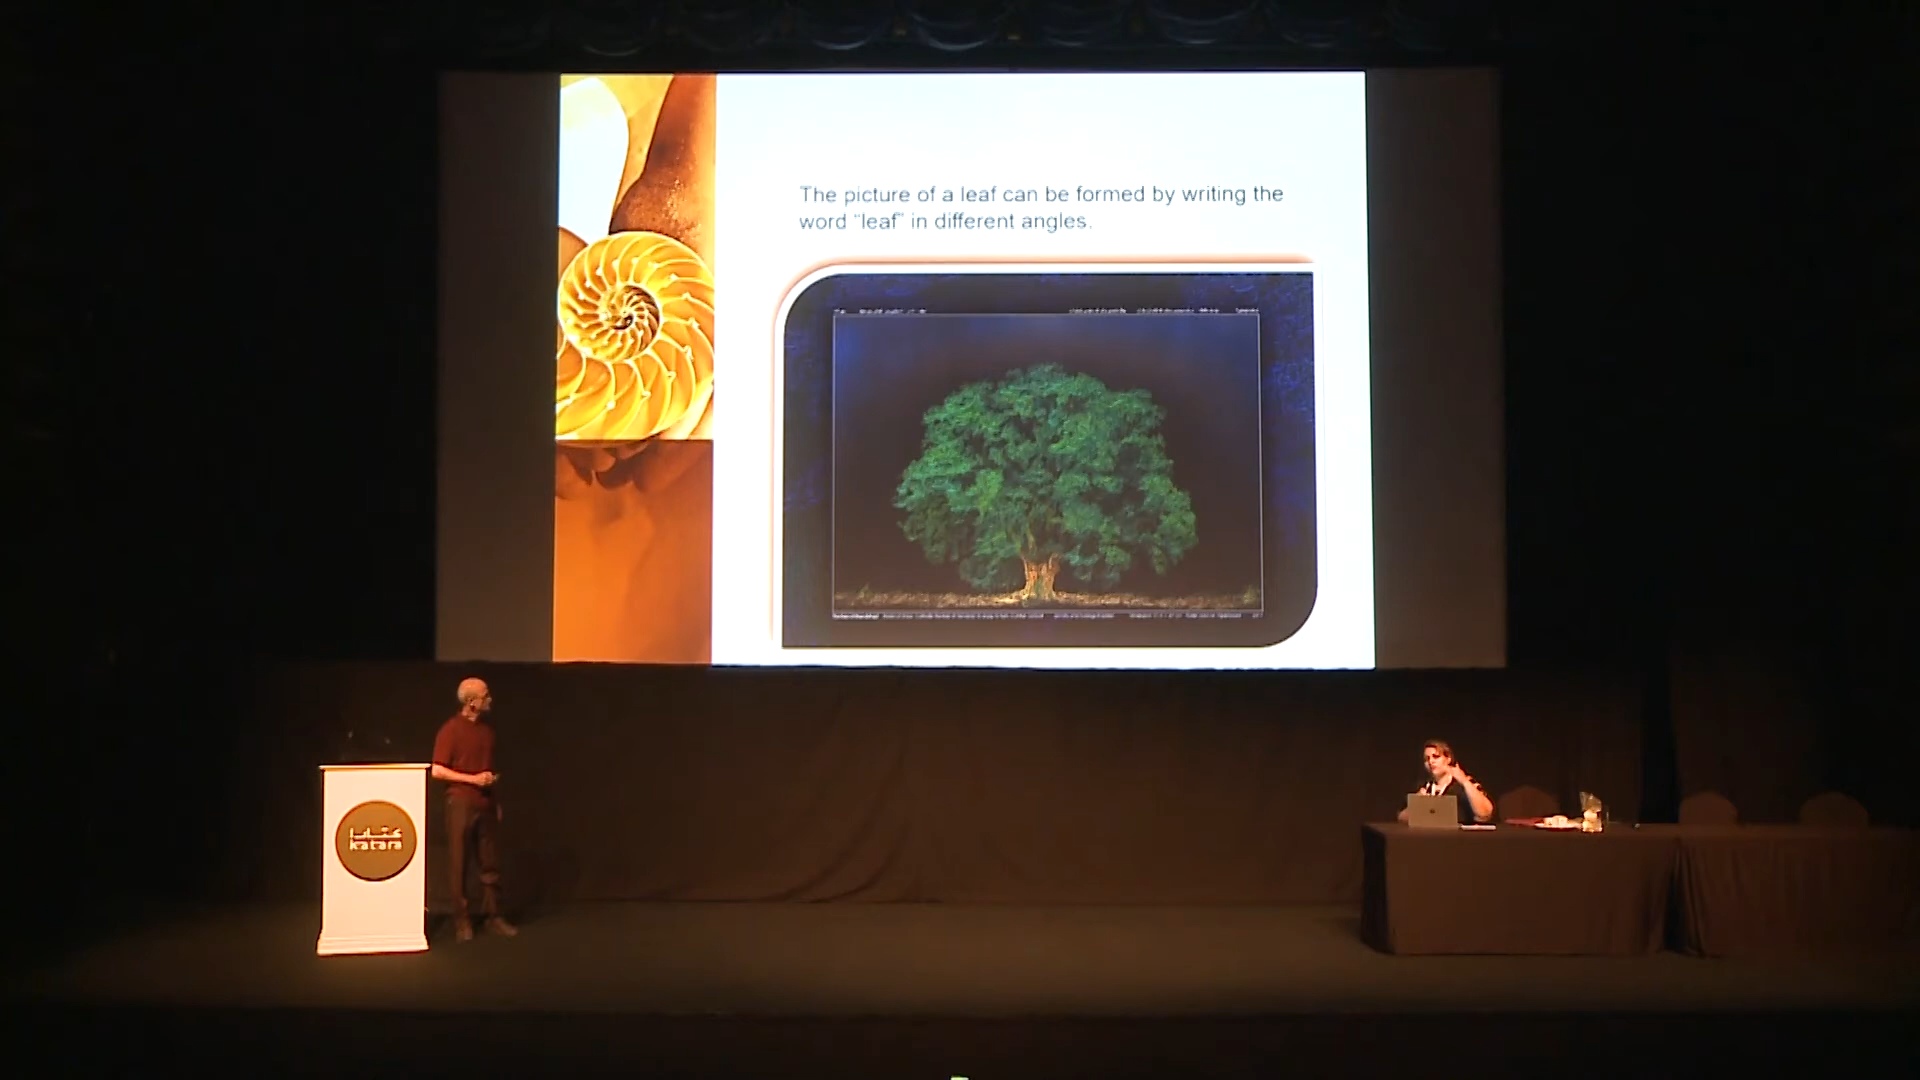 The picture of a leaf can be formed by writing the
word “leaf” in different angles.
كتارا
katara